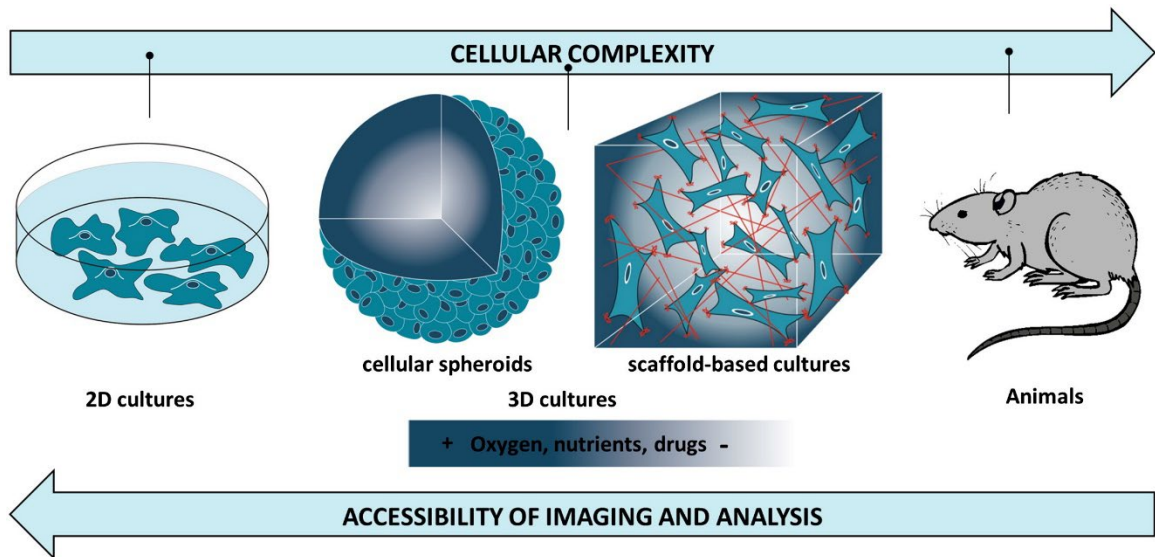 CELLULAR COMPLEXITY
cellular spheroids
scaffold-based cultures
2D cultures
3D cultures
Animals
+ Oxygen, nutrients, drugs -
ACCESSIBILITY OF IMAGING AND ANALYSIS